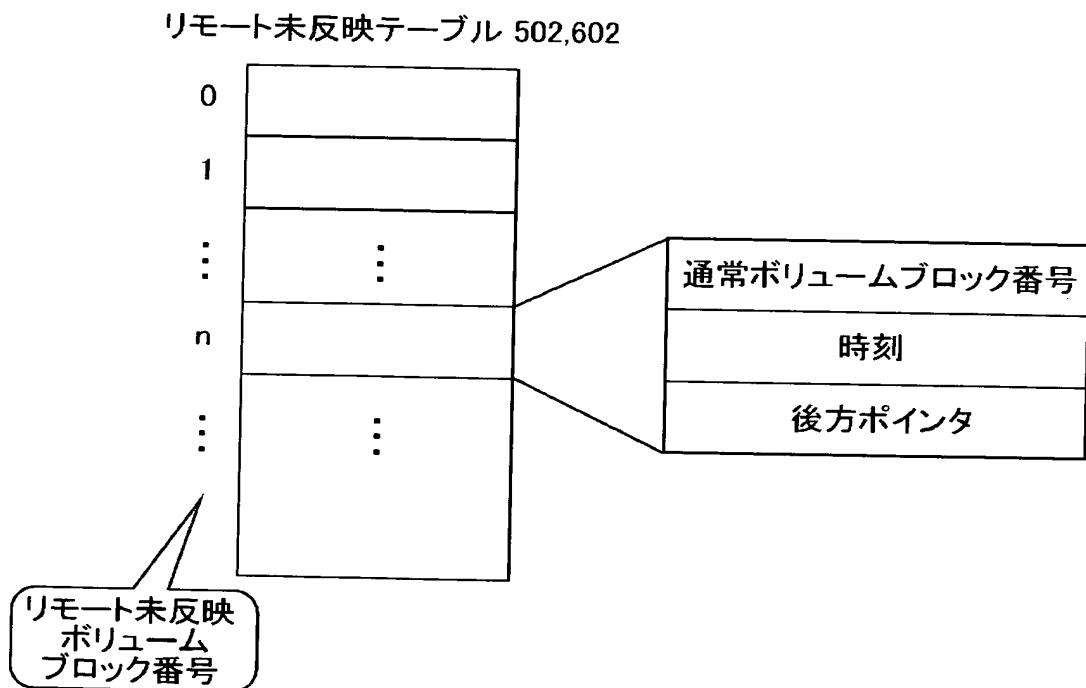 リモート未反映テーブル 502,602
0
1
⋮
⋮
n
⋮
⋮
通常ボリュームブロック番号
時刻
後方ポインタ
リモート未反映
ボリューム
ブロック番号